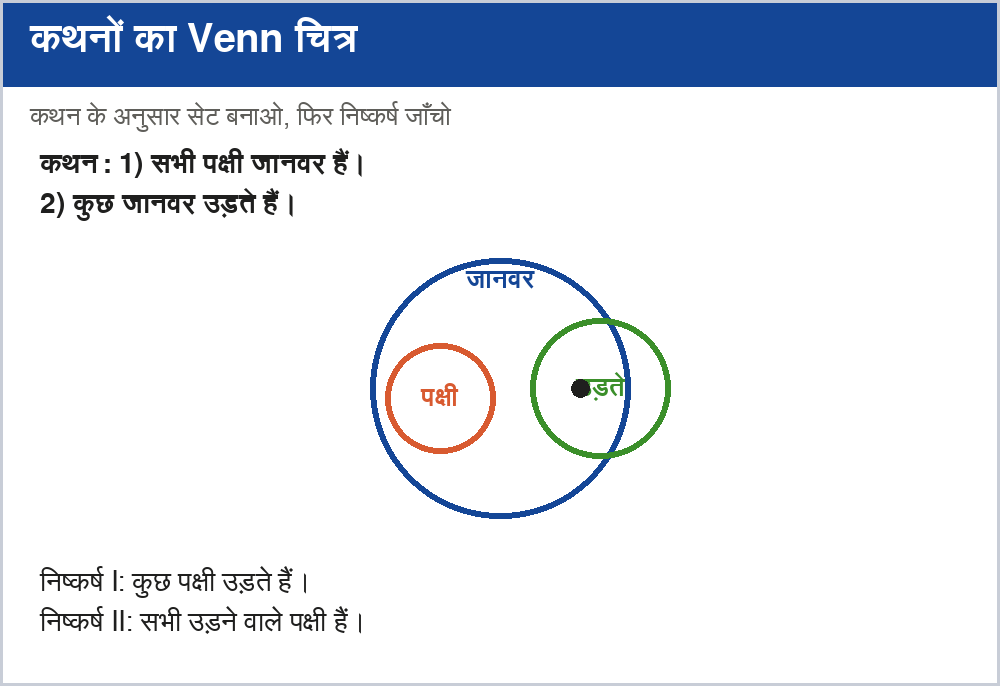 कथनों का Venn चित्र
कथन के अनुसार सेट बनाओ, फिर निष्कर्ष जाँचो
कथन : 1) सभी पक्षी जानवर हैं।
2) कुछ जानवर उड़ते हैं।
जानवर
पक्षी
निष्कर्ष I: कुछ पक्षी उड़ते हैं।
निष्कर्ष II: सभी उड़ने वाले पक्षी हैं।